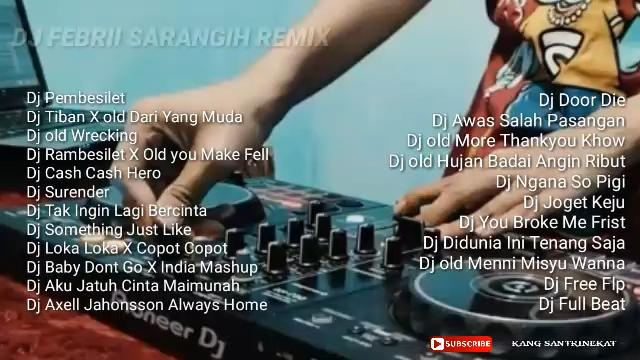 DJ FEBRII SARANGIH REMIX
Dj Pembesilet
Dj Tiban X old Dari Yang Muda
Dj old Wrecking
Dj Rambesilet X Old you Make Fell
Dj Cash Cash Hero
Dj Surender
Dj Tak Ingin Lagi Bercinta
Dj Something Just Like
Dj Loka Loka X Copot Copot
Dj Baby Dont Go X India Mashup
Dj Aku Jatuh Cinta Maimunah
Dj Axell Jahonsson Always Home
Dj Door Die
Dj Awas Salah Pasangan
Dj old More Thankyou Khow
Dj old Hujan Badai Angin Ribut
Dj Ngana So Pigi
Dj Joget Keju
Dj You Broke Me Frist
Dj Didunia Ini Tenang Saja
Dj old Menni Misyu Wanna
Dj Free Flp
Dj Full Beat
Pioneer Dj
SUBSCRIBE
KANG SANTRINEKAT